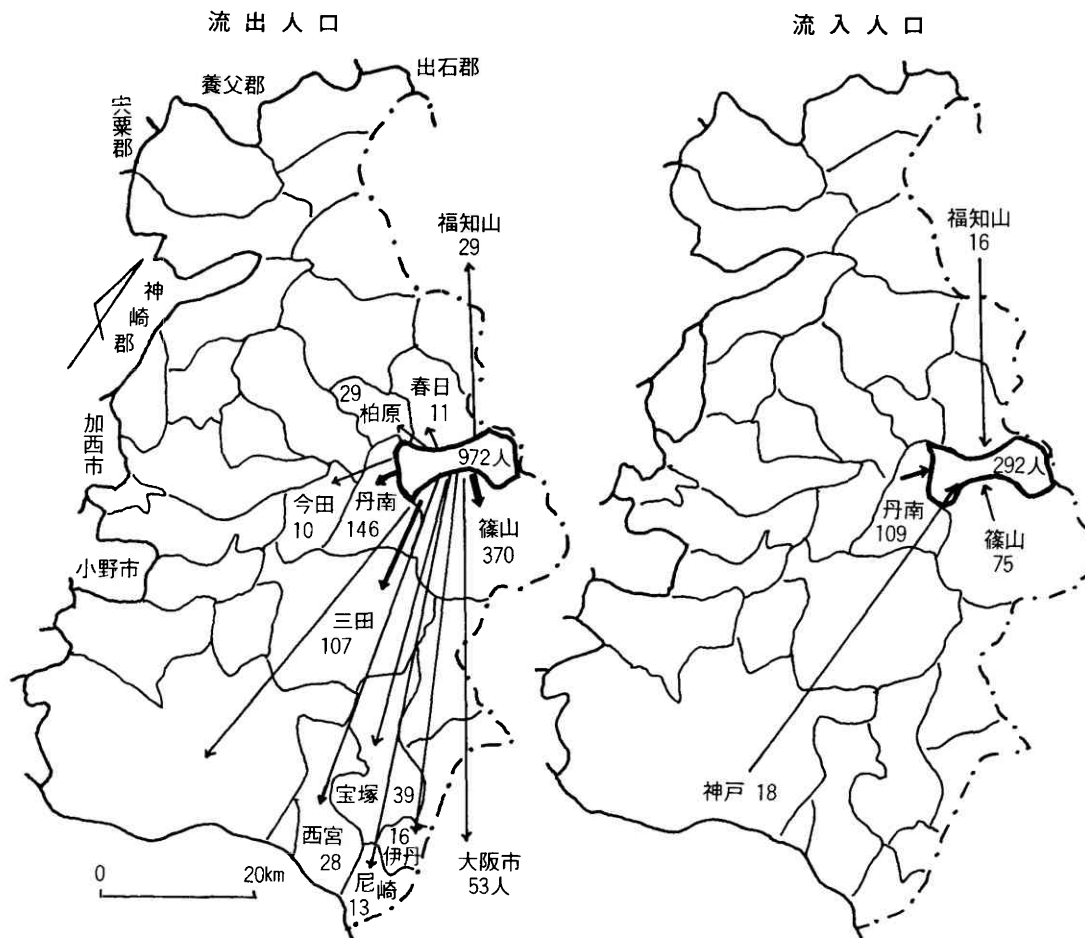 流出人口
出石郡
養父郡
宍粟郡
福知山
29
神崎郡
春日
11
29
柏原
加西市
972人
今田
10
丹南
146
篠山
370
小野市
三田
107
宝塚 39
16
伊丹
西宮
28
大阪市
53人
尼崎
13
0 20km
流入人口
福知山
16
292人
丹南
109
篠山
75
神戸 18